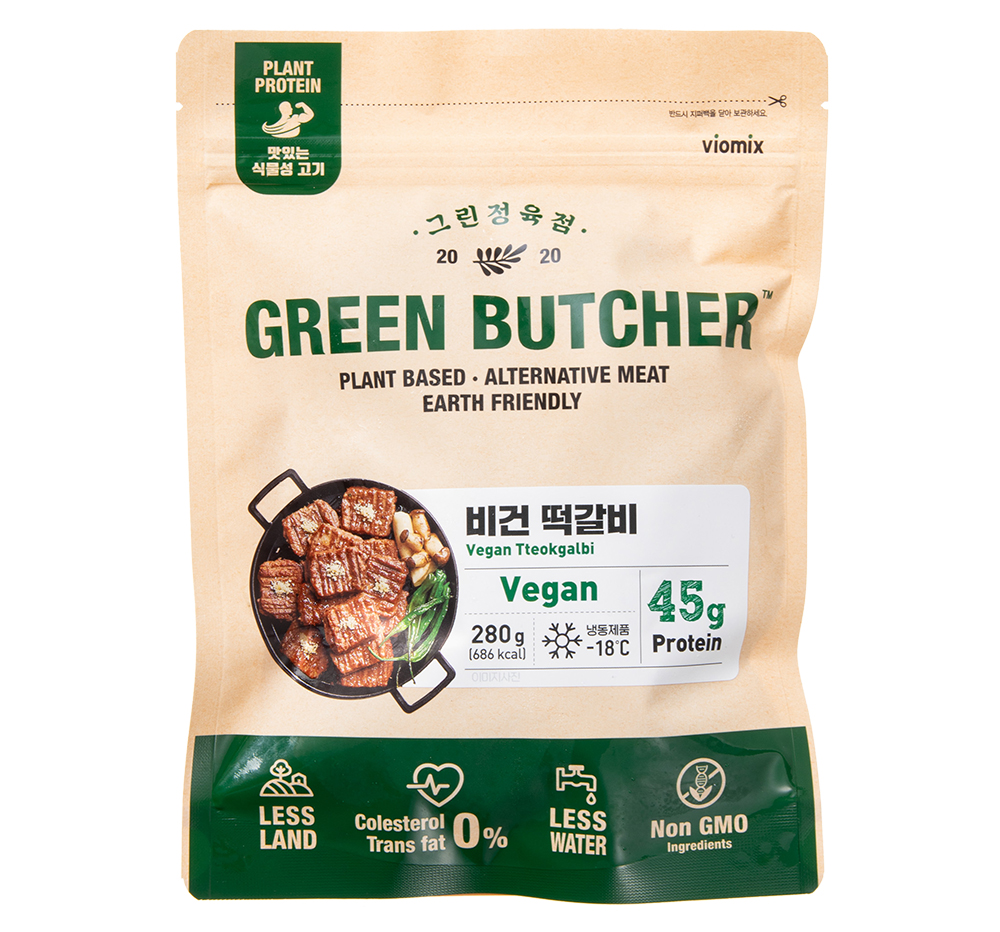 PLANT
PROTEIN
맛있는
식물성 고기
반드시 지퍼백을 닫아 보관하세요.
viomix
·그린정육점·
20 20
GREEN BUTCHER™
PLANT BASED · ALTERNATIVE MEAT
EARTH FRIENDLY
비건 떡갈비
Vegan Tteokgalbi
Vegan
45g
Protein
280g
(686 kcal)
냉동제품
-18°C
이미지사진
LESS
LAND
Colesterol
Trans fat
0%
LESS
WATER
Non GMO
Ingredients